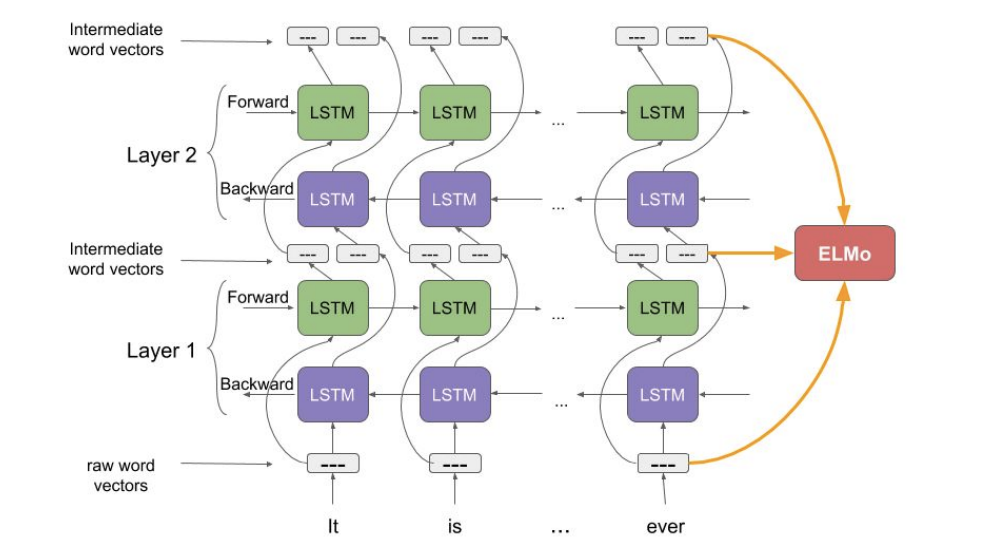 Intermediate
word vectors
--- --- --- --- --- ---
Forward
LSTM LSTM ... LSTM
Layer 2
Backward
LSTM LSTM ... LSTM
Intermediate
word vectors
--- --- --- --- --- ---
ELMo
Forward
LSTM LSTM ... LSTM
Layer 1
Backward
LSTM LSTM ... LSTM
raw word
vectors
--- --- ---
It is ... ever